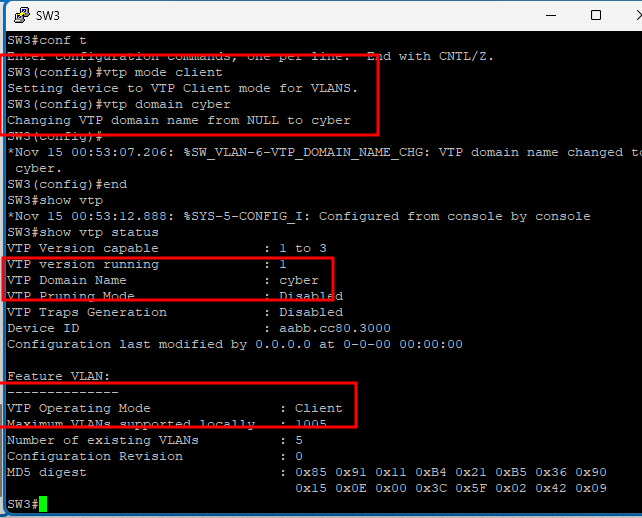 SW3
SW3#conf t
Enter configuration commands, one per line.  End with CNTL/Z.
SW3(config)#vtp mode client
Setting device to VTP Client mode for VLANS.
SW3(config)#vtp domain cyber
Changing VTP domain name from NULL to cyber
SW3(config)#
*Nov 15 00:53:07.206: %SW_VLAN-6-VTP_DOMAIN_NAME_CHG: VTP domain name changed to
 cyber.
SW3(config)#end
SW3#show vtp
*Nov 15 00:53:12.888: %SYS-5-CONFIG_I: Configured from console by console
SW3#show vtp status
VTP Version capable             : 1 to 3
VTP version running             : 1
VTP Domain Name                 : cyber
VTP Pruning Mode                : Disabled
VTP Traps Generation            : Disabled
Device ID                       : aabb.cc80.3000
Configuration last modified by 0.0.0.0 at 0-0-00 00:00:00
Feature VLAN:
--------------
VTP Operating Mode                : Client
Maximum VLANs supported locally   : 1005
Number of existing VLANs          : 5
Configuration Revision            : 0
MD5 digest                        : 0x85 0x91 0x11 0xB4 0x21 0xB5 0x36 0x90
                                    0x15 0x0E 0x00 0x3C 0x5F 0x02 0x42 0x09
SW3#